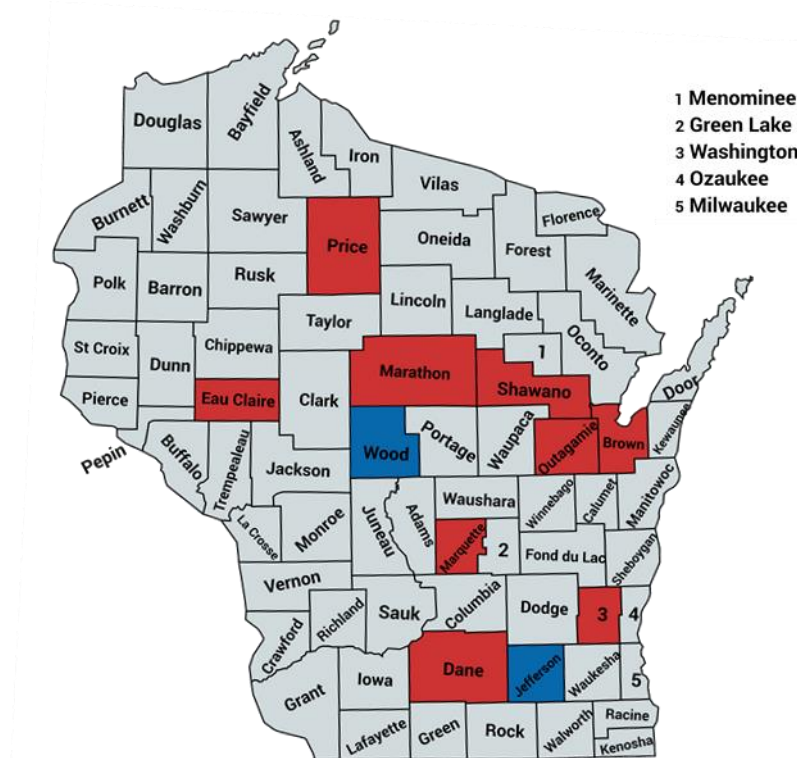 1 Menominee
2 Green Lake
3 Washington
4 Ozaukee
5 Milwaukee
Douglas
Bayfield
Ashland
Iron
Vilas
Burnett
Washburn
Sawyer
Price
Oneida
Florence
Forest
Marinette
Polk
Barron
Rusk
Lincoln
Langlade
Taylor
Oconto
St Croix
Dunn
Chippewa
1
Marathon
Shawano
Door
Pierce
Eau Claire
Clark
Kewaunee
Pepin
Buffalo
Trempealeau
Jackson
Wood
Portage
Waupaca
Outagamie
Brown
La Crosse
Monroe
Juneau
Adams
Waushara
Winnebago
Calumet
Manitowoc
Marquette
2
Fond du Lac
Sheboygan
Vernon
Crawford
Richland
Sauk
Columbia
Dodge
3
4
Grant
Iowa
Dane
Jefferson
Waukesha
5
Lafayette
Green
Rock
Walworth
Racine
Kenosha